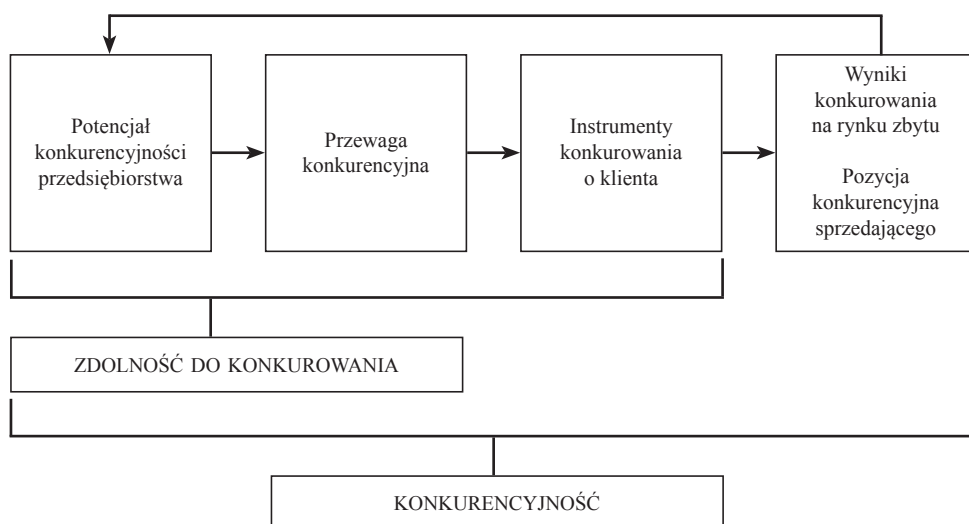 Potencjał
konkurencyjności
przedsiębiorstwa
Przewaga
konkurencyjna
Instrumenty
konkurowania
o klienta
Wyniki
konkurowania
na rynku zbytu
Pozycja
konkurencyjna
sprzedającego
ZDOLNOŚĆ DO KONKUROWANIA
KONKURENCYJNOŚĆ